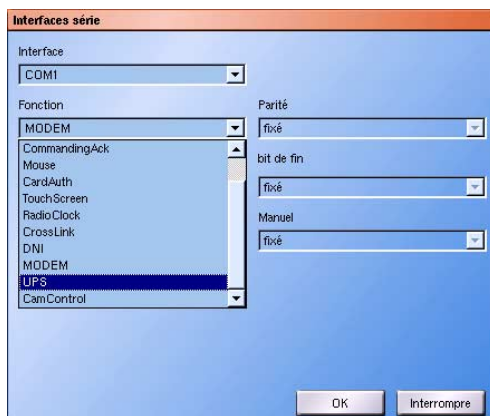 Interfaces série
Interface
COM1
Fonction
MODEM
CommandingAck
Mouse
CardAuth
TouchScreen
RadioClock
CrossLink
DNI
MODEM
UPS
CamControl
Parité
fixé
bit de fin
fixé
Manuel
fixé
OK
Interrompre